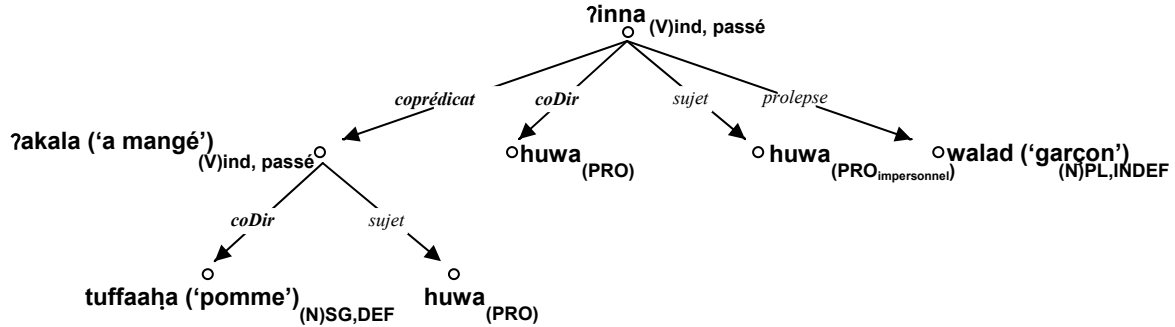 ʔinna (V)ind, passé
coprédicat coDir sujet prolepse
ʔakala (‘a mangé’) (V)ind, passé huwa (PRO) huwa (PROimpersonnel) walad (‘garçon’) (N)PL,INDEF
coDir sujet
tuffaaḥa (‘pomme’) (N)SG,DEF huwa (PRO)